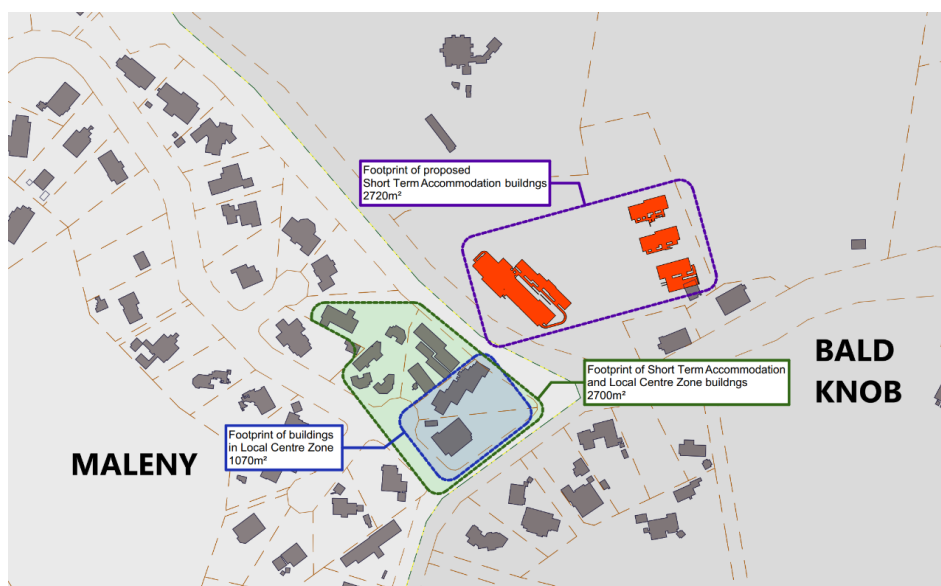 Footprint of proposed
Short Term Accommodation buildngs
2720m²
Footprint of Short Term Accommodation
and Local Centre Zone buildngs
2700m²
BALD
KNOB
Footprint of buildings
in Local Centre Zone
1070m²
MALENY